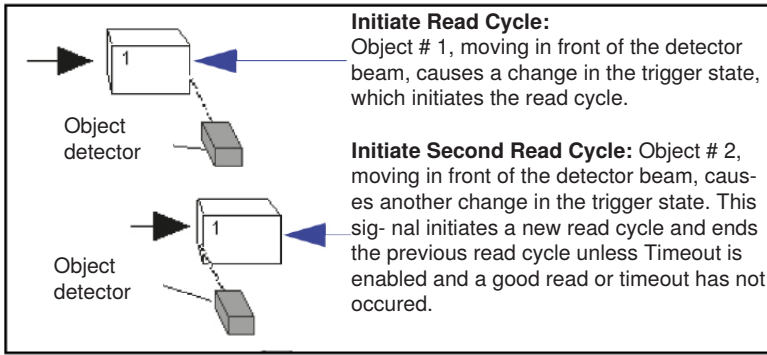 Initiate Read Cycle:
Object # 1, moving in front of the detector
beam, causes a change in the trigger state,
which initiates the read cycle.
1
Object
detector
Initiate Second Read Cycle: Object # 2,
moving in front of the detector beam, caus-
es another change in the trigger state. This
sig- nal initiates a new read cycle and ends
the previous read cycle unless Timeout is
enabled and a good read or timeout has not
occured.
1
Object
detector